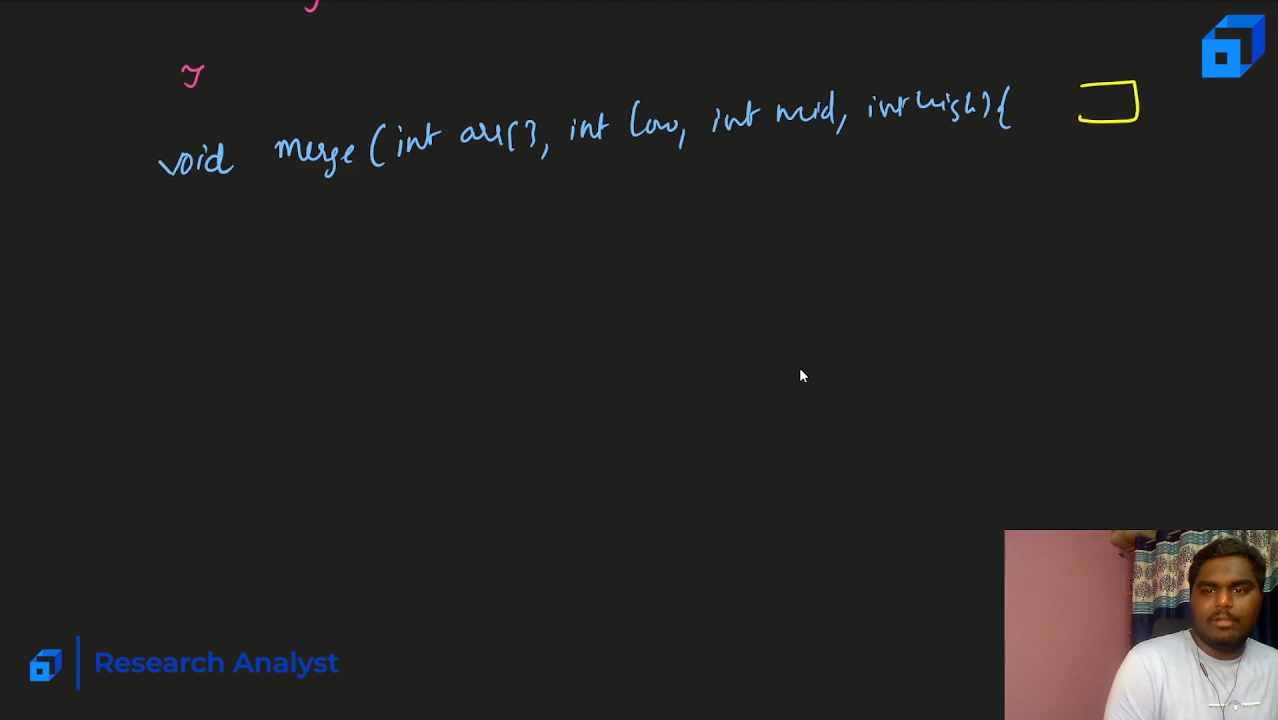 }
void merge (int arr[], int low, int mid, int high) {
Research Analyst